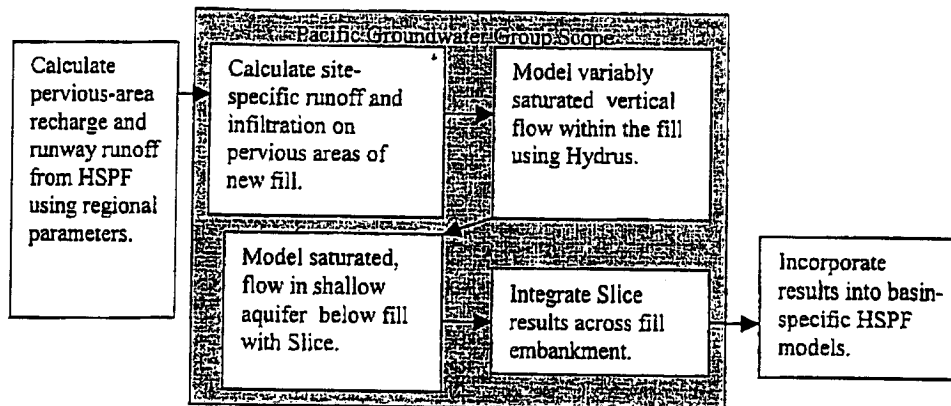 Pacific Groundwater Group Scope
Calculate
pervious-area
recharge and
runway runoff
from HSPF
using regional
parameters.
Calculate site-
specific runoff and
infiltration on
pervious areas of
new fill.
Model variably
saturated vertical
flow within the fill
using Hydrus.
Model saturated,
flow in shallow
aquifer below fill
with Slice.
Integrate Slice
results across fill
embankment.
Incorporate
results into basin-
specific HSPF
models.